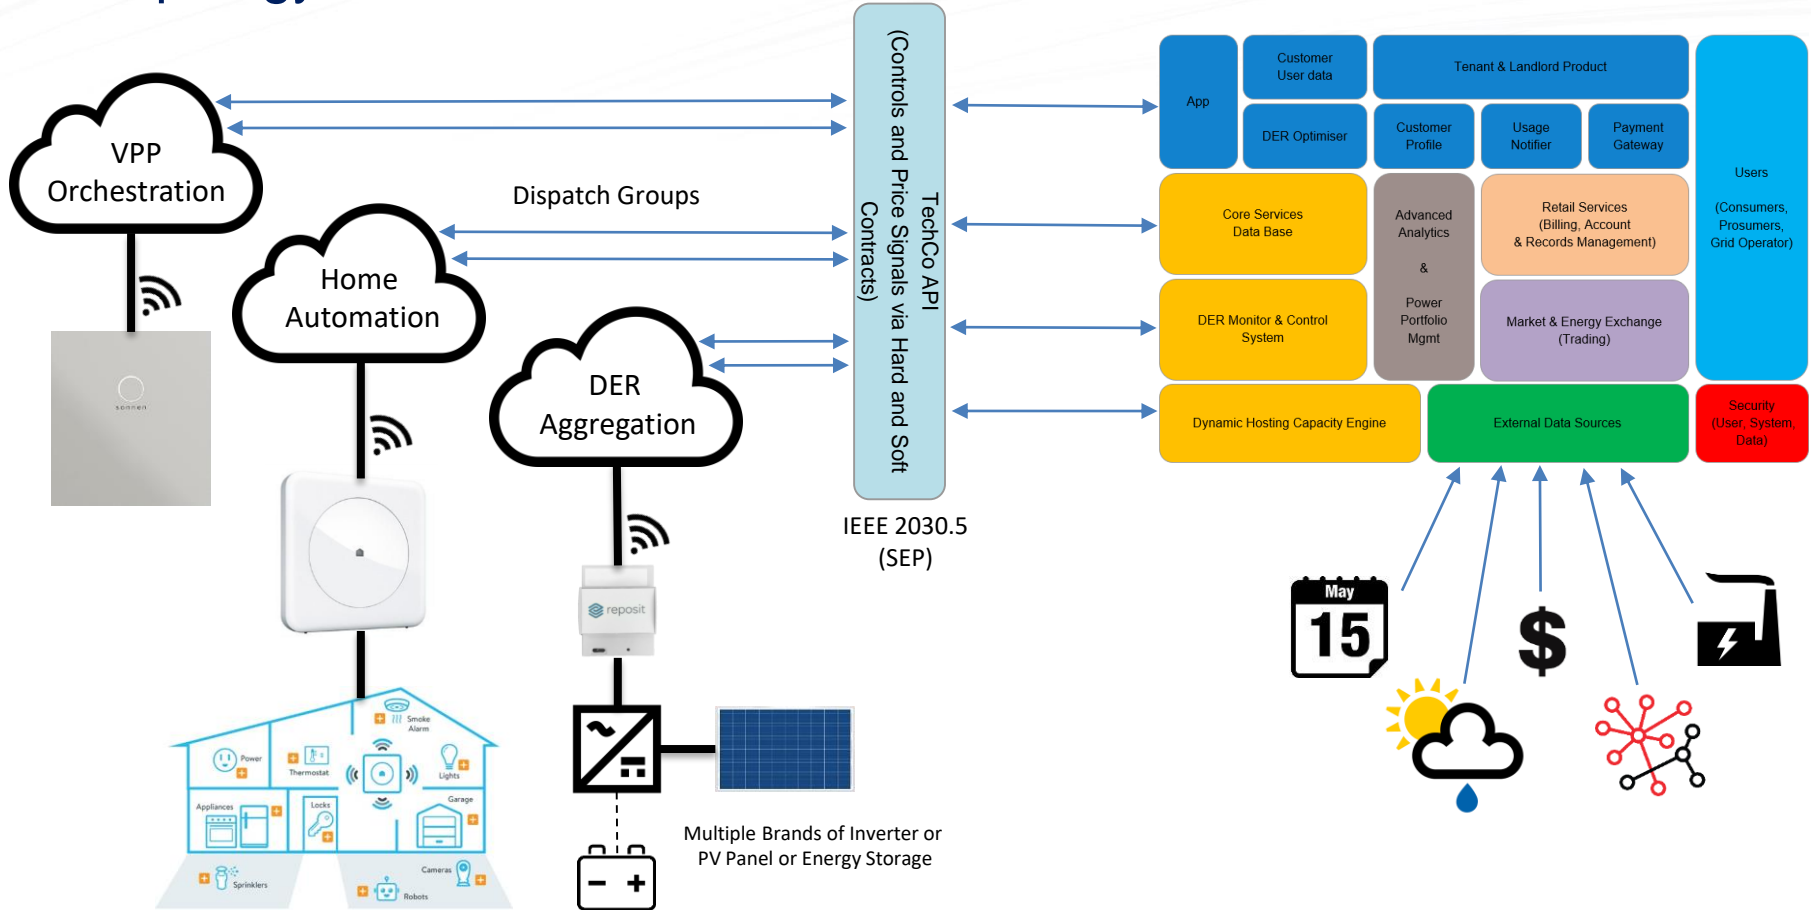 VPP
Orchestration
sonnen
Dispatch Groups
Home
Automation
DER
Aggregation
reposit
TechCo API
(Controls and Price Signals via Hard and Soft
Contracts)
IEEE 2030.5
(SEP)
Smoke
Alarm
Power
Thermostat
Lights
Appliances
Locks
Garage
Sprinklers
Cameras
Robots
Multiple Brands of Inverter or
PV Panel or Energy Storage
App
Customer
User data
Tenant & Landlord Product
DER Optimiser
Customer
Profile
Usage
Notifier
Payment
Gateway
Users
(Consumers,
Prosumers,
Grid Operator)
Core Services
Data Base
Advanced
Analytics
&
Power
Portfolio
Mgmt
Retail Services
(Billing, Account
& Records Management)
DER Monitor & Control
System
Market & Energy Exchange
(Trading)
Dynamic Hosting Capacity Engine
External Data Sources
Security
(User, System,
Data)
May
15
$